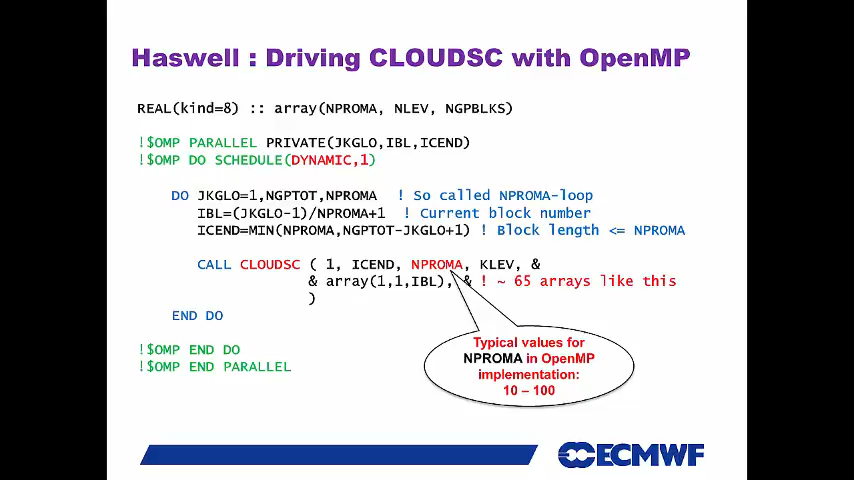 Haswell : Driving CLOUDSC with OpenMP
REAL(kind=8) :: array(NPROMA, NLEV, NGPBLKS)
!$OMP PARALLEL PRIVATE(JKGLO,IBL,ICEND)
!$OMP DO SCHEDULE(DYNAMIC,1)
DO JKGLO=1,NGPTOT,NPROMA ! So called NPROMA-loop
IBL=(JKGLO-1)/NPROMA+1 ! Current block number
ICEND=MIN(NPROMA,NGPTOT-JKGLO+1) ! Block length <= NPROMA
CALL CLOUDSC ( 1, ICEND, NPROMA, KLEV, &
& array(1,1,IBL), & ! ~ 65 arrays like this
)
END DO
!$OMP END DO
!$OMP END PARALLEL
Typical values for
NPROMA in OpenMP
implementation:
10 – 100
ECMWF